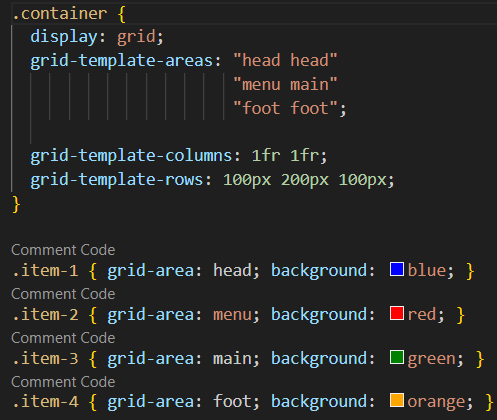 .container {
display: grid;
grid-template-areas: "head head"
"menu main"
"foot foot";
grid-template-columns: 1fr 1fr;
grid-template-rows: 100px 200px 100px;
}
Comment Code
.item-1 { grid-area: head; background: blue; }
Comment Code
.item-2 { grid-area: menu; background: red; }
Comment Code
.item-3 { grid-area: main; background: green; }
Comment Code
.item-4 { grid-area: foot; background: orange; }